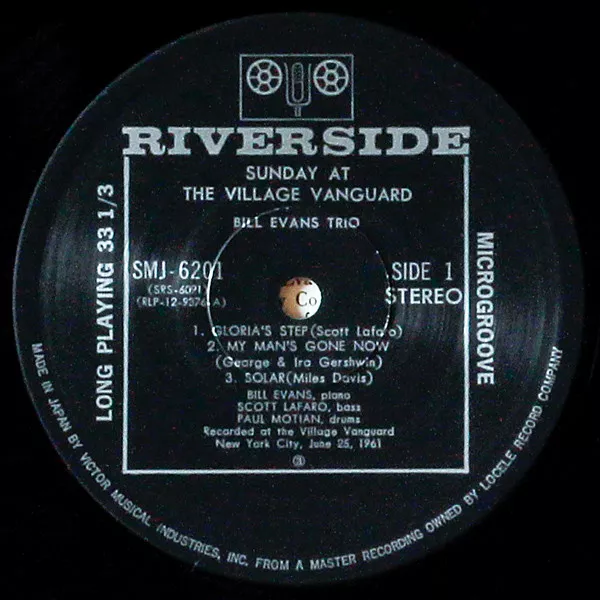 RIVERSIDE
SUNDAY AT
THE VILLAGE VANGUARD
BILL EVANS TRIO
LONG PLAYING 33 1/3
MICROGROOVE
SMJ-6201
(SRS-6091)
(RLP-12-9376-A)
SIDE 1
STEREO
Co
1. GLORIA'S STEP (Scott Lafaro)
2. MY MAN'S GONE NOW
(George & Ira Gershwin)
3. SOLAR (Miles Davis)
BILL EVANS, piano
SCOTT LAFARO, bass
PAUL MOTIAN, drums
Recorded at the Village Vanguard
New York City, June 25, 1961
MADE IN JAPAN BY VICTOR MUSICAL INDUSTRIES, INC. FROM A MASTER RECORDING OWNED BY LOCELE RECORD COMPANY